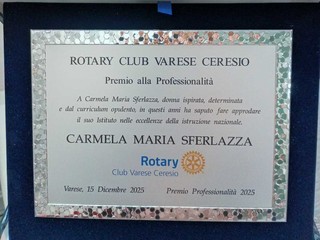 ROTARY CLUB VARESE CERESIO
Premio alla Professionalità
A Carmela Maria Sferlazza, donna ispirata, determinata
e dal curriculum opulento, in questi anni ha saputo fare approdare
il suo Istituto nelle eccellenze della istruzione nazionale.
CARMELA MARIA SFERLAZZA
Rotary
Club Varese Ceresio
Varese, 15 Dicembre 2025 Premio Professionalità 2025